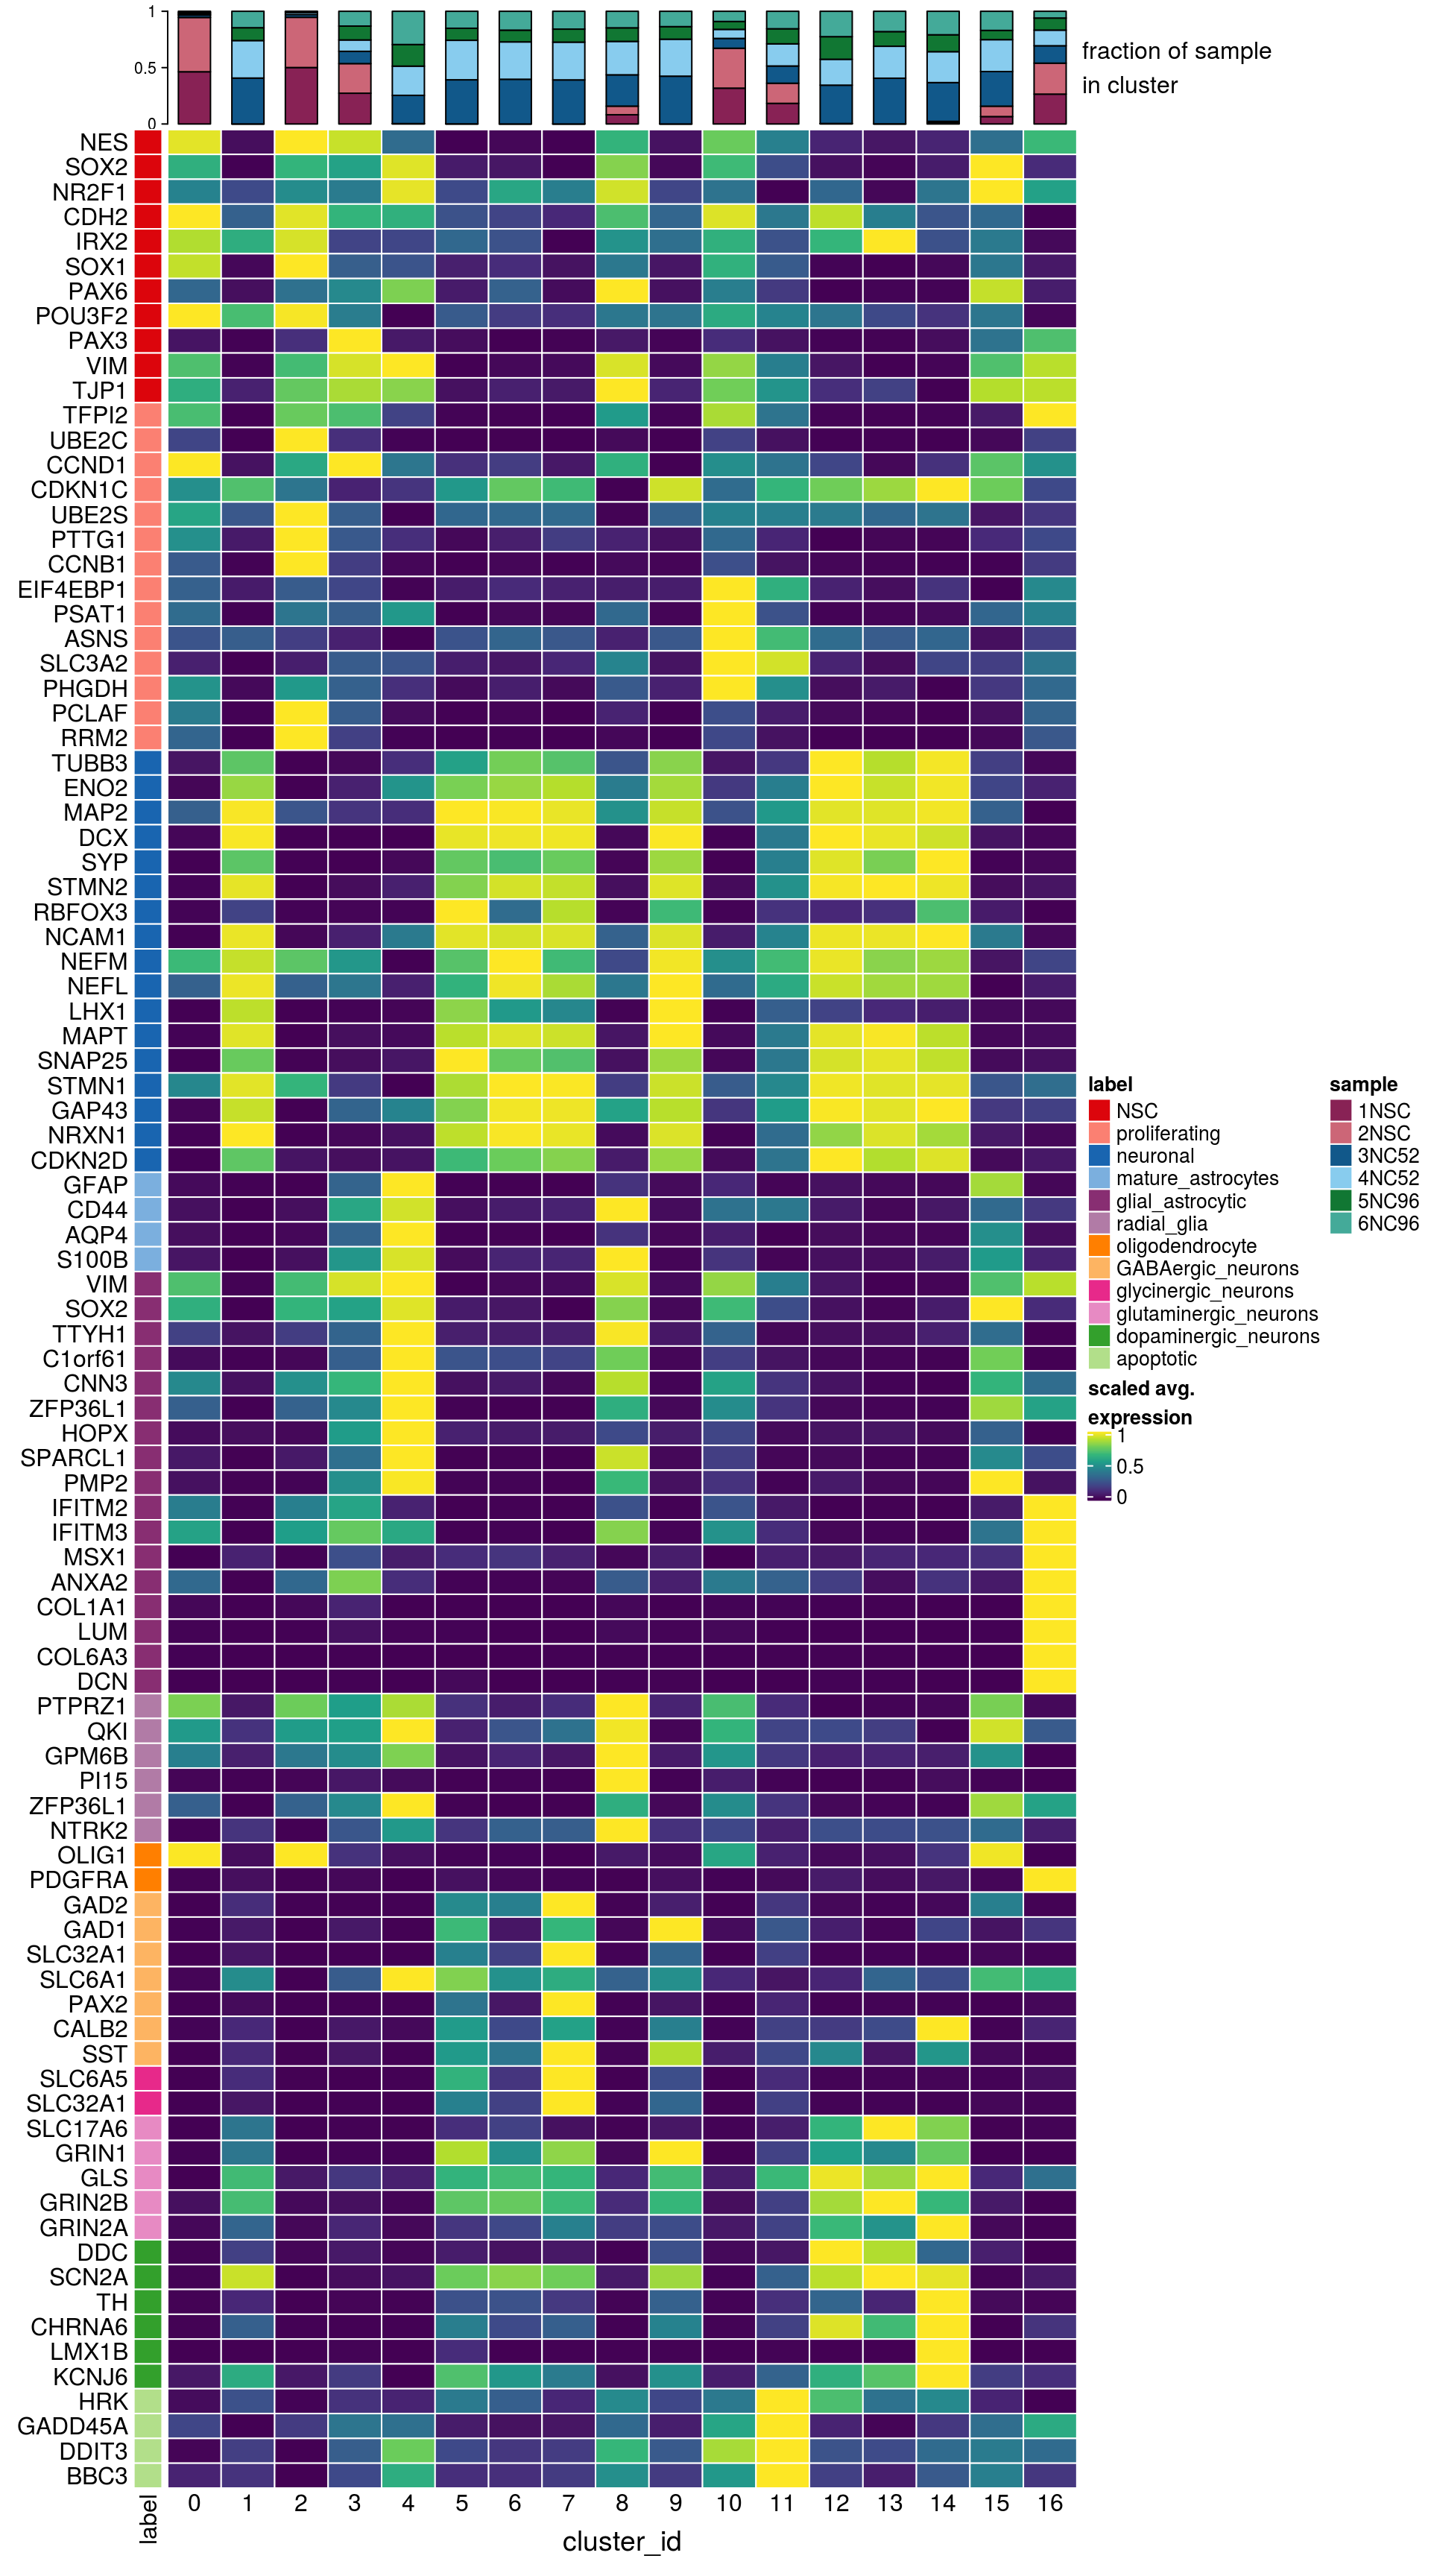 1
0.5
0
fraction of sample
in cluster
NES
SOX2
NR2F1
CDH2
IRX2
SOX1
PAX6
POU3F2
PAX3
VIM
TJP1
TFPI2
UBE2C
CCND1
CDKN1C
UBE2S
PTTG1
CCNB1
EIF4EBP1
PSAT1
ASNS
SLC3A2
PHGDH
PCLAF
RRM2
TUBB3
ENO2
MAP2
DCX
SYP
STMN2
RBFOX3
NCAM1
NEFM
NEFL
LHX1
MAPT
SNAP25
STMN1
GAP43
NRXN1
CDKN2D
GFAP
CD44
AQP4
S100B
VIM
SOX2
TTYH1
C1orf61
CNN3
ZFP36L1
HOPX
SPARCL1
PMP2
IFITM2
IFITM3
MSX1
ANXA2
COL1A1
LUM
COL6A3
DCN
PTPRZ1
QKI
GPM6B
PI15
ZFP36L1
NTRK2
OLIG1
PDGFRA
GAD2
GAD1
SLC32A1
SLC6A1
PAX2
CALB2
SST
SLC6A5
SLC32A1
SLC17A6
GRIN1
GLS
GRIN2B
GRIN2A
DDC
SCN2A
TH
CHRNA6
LMX1B
KCNJ6
HRK
GADD45A
DDIT3
BBC3
label
0 1 2 3 4 5 6 7 8 9 10 11 12 13 14 15 16
cluster_id
label
NSC
proliferating
neuronal
mature_astrocytes
glial_astrocytic
radial_glia
oligodendrocyte
GABAergic_neurons
glycinergic_neurons
glutaminergic_neurons
dopaminergic_neurons
apoptotic
sample
1NSC
2NSC
3NC52
4NC52
5NC96
6NC96
scaled avg.
expression
1
0.5
0